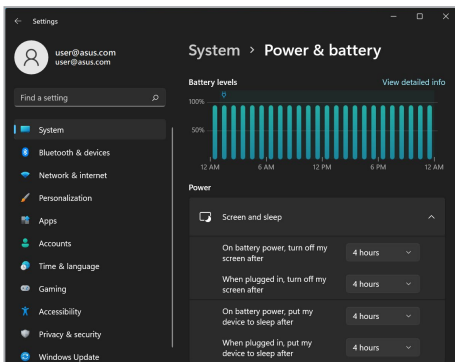 Settings
user@asus.com
user@asus.com
Find a setting
System
Bluetooth & devices
Network & internet
Personalization
Apps
Accounts
Time & language
Gaming
Accessibility
Privacy & security
Windows Update
System > Power & battery
Battery levels
View detailed info
100%
50%
12 AM 6 AM 12 PM 6 PM 12 AM
Power
Screen and sleep
On battery power, turn off my
screen after
4 hours
When plugged in, turn off my
screen after
4 hours
On battery power, put my
device to sleep after
4 hours
When plugged in, put my
device to sleep after
4 hours